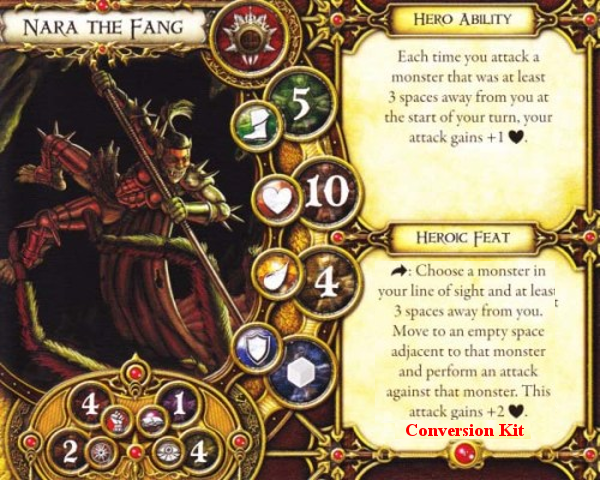 NARA THE FANG
5
10
4
4 1
2 4
HERO ABILITY
Each time you attack a
monster that was at least
3 spaces away from you at
the start of your turn, your
attack gains +1 ♥.
HEROIC FEAT
: Choose a monster in
your line of sight and at least
3 spaces away from you.
Move to an empty space
adjacent to that monster
and perform an attack
against that monster. This
attack gains +2 ♥.
Conversion Kit